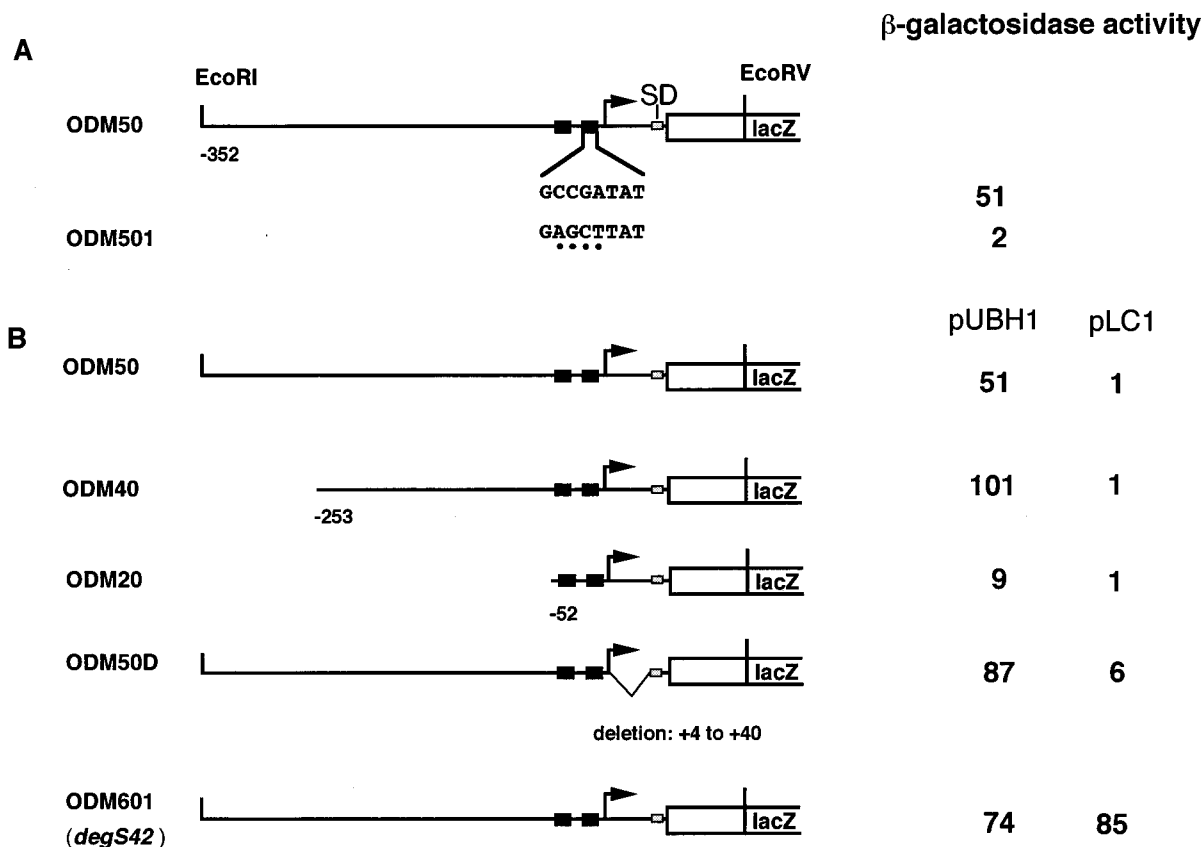 β-galactosidase activity
A
EcoRI
EcoRV
SD
ODM50
lacZ
-352
GCCGATAT
51
ODM501
GAGCTTAT
2
pUBH1 pLC1
B
ODM50
lacZ
51 1
ODM40
lacZ
101 1
-253
ODM20
lacZ
9 1
-52
ODM50D
lacZ
87 6
deletion: +4 to +40
ODM601
lacZ
74 85
(degS42)